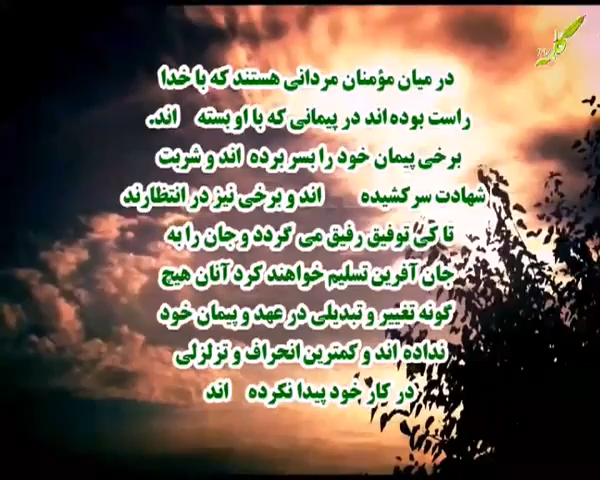 در میان مؤمنان مردانی هستند که با خدا
راست بوده اند در پیمانی که با او بسته اند.
برخی پیمان خود را بسر برده اند و شربت
شهادت سرکشیده اند و برخی نیز در انتظارند
تا کی توفیق رفیق می گردد و جان را به
جان آفرین تسلیم خواهند کرد آنان هیچ
گونه تغییر و تبدیلی در عهد و پیمان خود
نداده اند و کمترین انحراف و تزلزلی
در کار خود پیدا نکرده اند